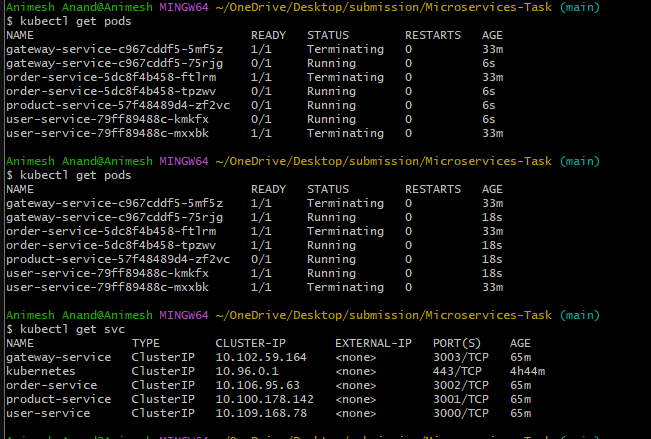 Animesh Anand@Animesh MINGW64 ~/OneDrive/Desktop/submission/Microservices-Task (main)
$ kubectl get pods
NAME READY STATUS RESTARTS AGE
gateway-service-c967cddf5-5mf5z 1/1 Terminating 0 33m
gateway-service-c967cddf5-75rjg 0/1 Running 0 6s
order-service-5dc8f4b458-ftlrm 1/1 Terminating 0 33m
order-service-5dc8f4b458-tpzwv 0/1 Running 0 6s
product-service-57f48489d4-zf2vc 0/1 Running 0 6s
user-service-79ff89488c-kmkfx 0/1 Running 0 6s
user-service-79ff89488c-mxxbk 1/1 Terminating 0 33m
Animesh Anand@Animesh MINGW64 ~/OneDrive/Desktop/submission/Microservices-Task (main)
$ kubectl get pods
NAME READY STATUS RESTARTS AGE
gateway-service-c967cddf5-5mf5z 1/1 Terminating 0 33m
gateway-service-c967cddf5-75rjg 0/1 Running 0 18s
order-service-5dc8f4b458-ftlrm 1/1 Terminating 0 33m
order-service-5dc8f4b458-tpzwv 1/1 Running 0 18s
product-service-57f48489d4-zf2vc 0/1 Running 0 18s
user-service-79ff89488c-kmkfx 1/1 Running 0 18s
user-service-79ff89488c-mxxbk 1/1 Terminating 0 33m
Animesh Anand@Animesh MINGW64 ~/OneDrive/Desktop/submission/Microservices-Task (main)
$ kubectl get svc
NAME TYPE CLUSTER-IP EXTERNAL-IP PORT(S) AGE
gateway-service ClusterIP 10.102.59.164 <none> 3003/TCP 65m
kubernetes ClusterIP 10.96.0.1 <none> 443/TCP 4h44m
order-service ClusterIP 10.106.95.63 <none> 3002/TCP 65m
product-service ClusterIP 10.100.178.142 <none> 3001/TCP 65m
user-service ClusterIP 10.109.168.78 <none> 3000/TCP 65m